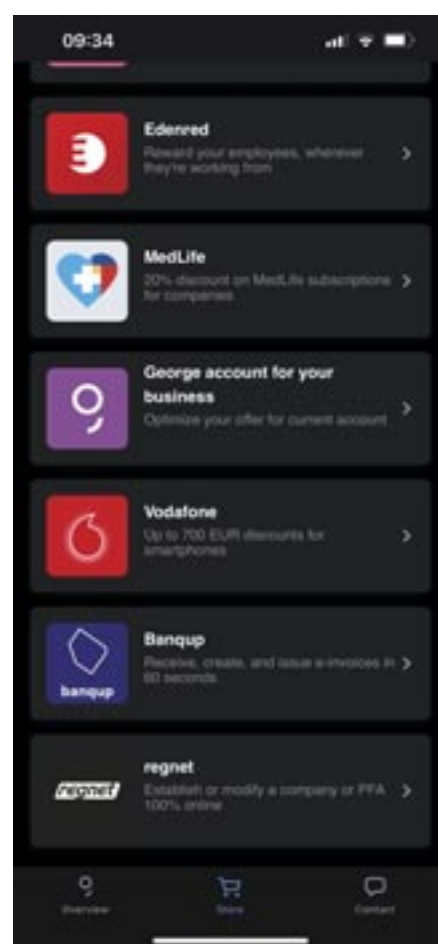 09:34
Edenred
Reward your employees, wherever
they're working from
MedLife
20% discount on MedLife subscriptions
for companies
George account for your
business
Optimize your offer for current account
Vodafone
Up to 700 EUR discounts for
smartphones
Banqup
Receive, create, and issue e-invoices in
60 seconds
banqup
regnet
regnet
Establish or modify a company or PFA
100% online
Overview
Store
Contact